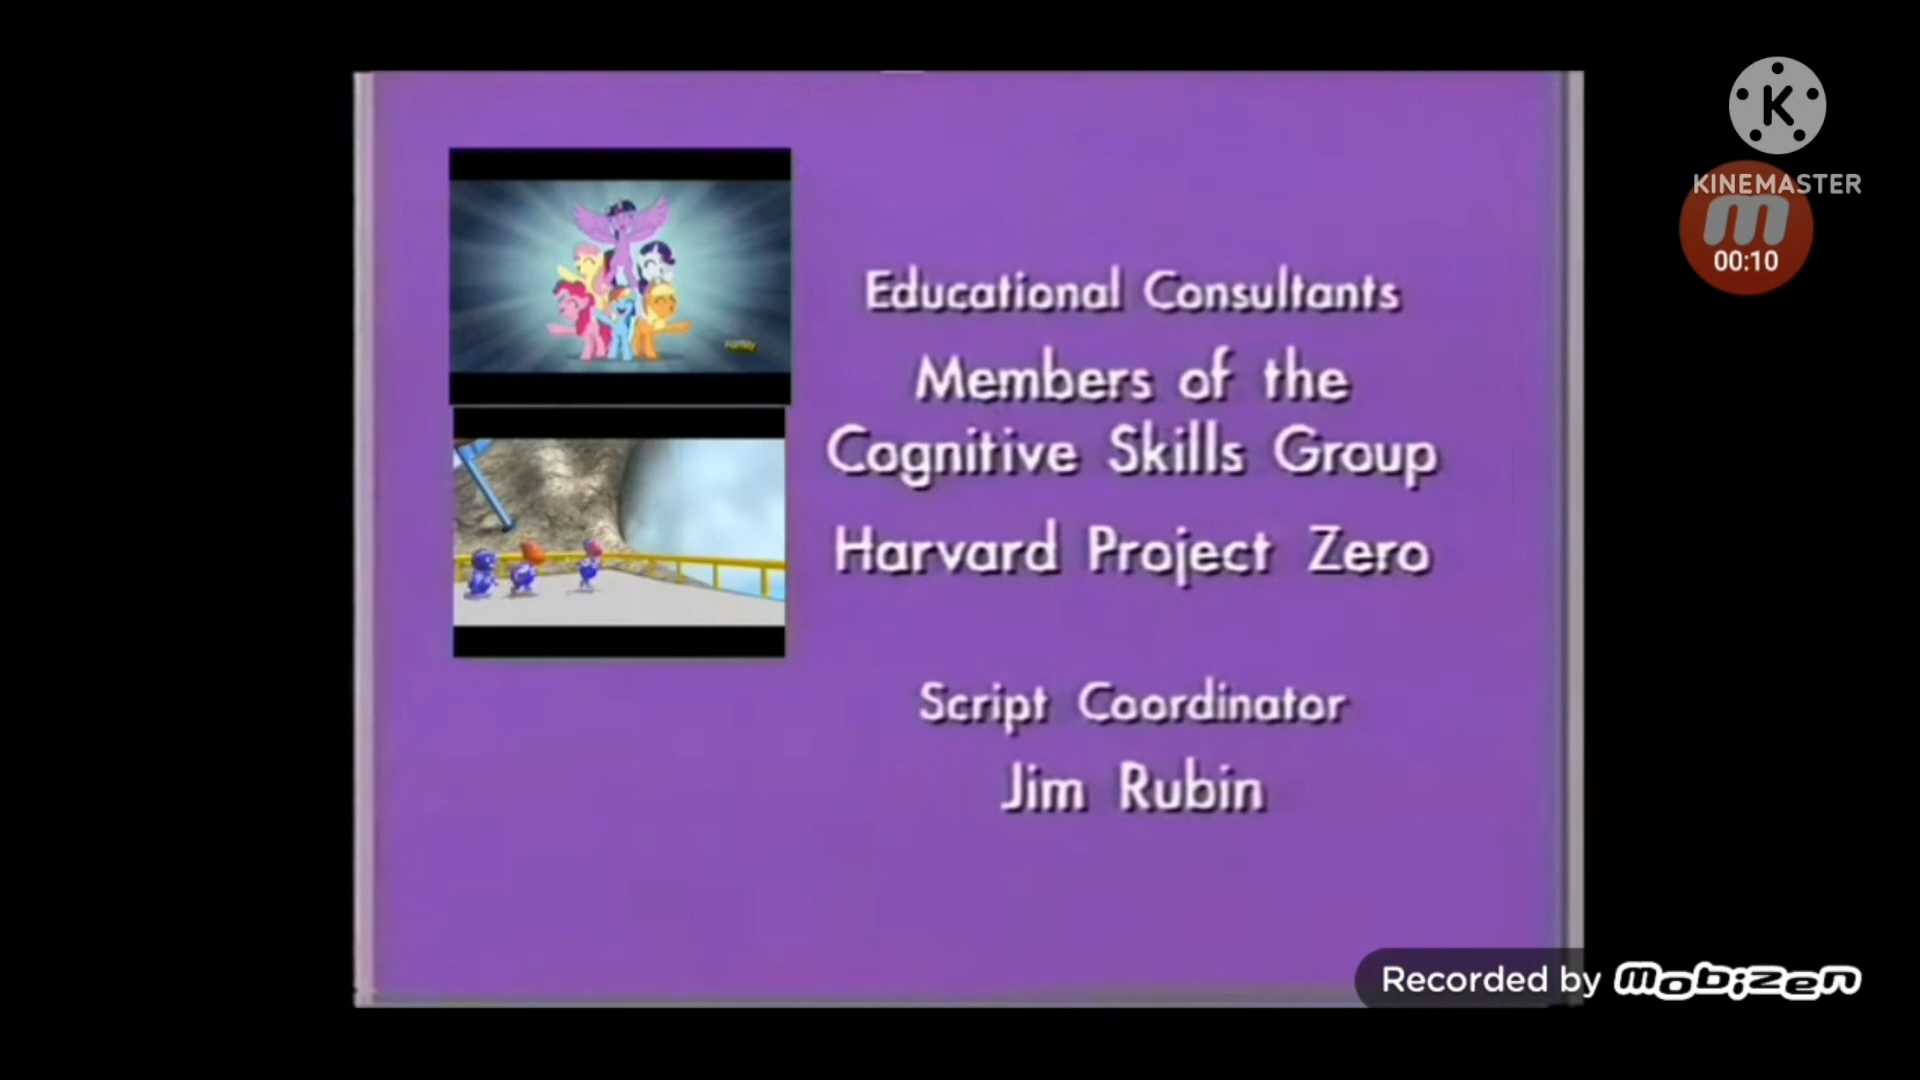 Educational Consultants
Members of the
Cognitive Skills Group
Harvard Project Zero
Script Coordinator
Jim Rubin
K
KINEMASTER
m
00:10
Recorded by mobizen